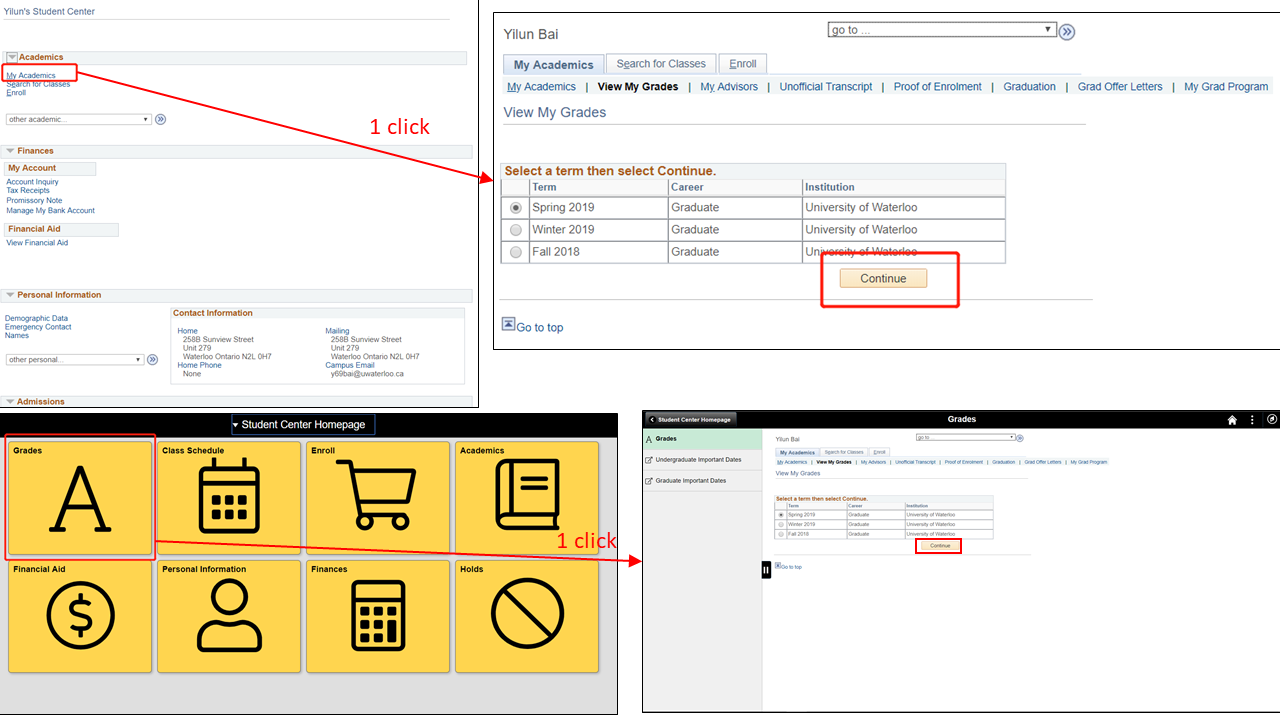 Yilun's Student Center
Academics
My Academics
Search for Classes
Enroll
other academic...
Finances
My Account
Account Inquiry
Tax Receipts
Promissory Note
Manage My Bank Account
Financial Aid
View Financial Aid
Personal Information
Demographic Data
Emergency Contact
Names
other personal...
Contact Information
Home
258B Sunview Street
Unit 279
Waterloo Ontario N2L 0H7
Home Phone
None
Mailing
258B Sunview Street
Unit 279
Waterloo Ontario N2L 0H7
Campus Email
y69bai@uwaterloo.ca
Admissions
1 click
Yilun Bai
go to ...
My Academics Search for Classes Enroll
My Academics | View My Grades | My Advisors | Unofficial Transcript | Proof of Enrolment | Graduation | Grad Offer Letters | My Grad Program
View My Grades
Select a term then select Continue.
Term Career Institution
Spring 2019 Graduate University of Waterloo
Winter 2019 Graduate University of Waterloo
Fall 2018 Graduate University of Waterloo
Continue
Go to top
Student Center Homepage
Grades Class Schedule Enroll Academics
Financial Aid Personal Information Finances Holds
1 click
Student Center Homepage Grades
Grades
Undergraduate Important Dates
Graduate Important Dates
Yilun Bai
go to ...
My Academics Search for Classes Enroll
My Academics | View My Grades | My Advisors | Unofficial Transcript | Proof of Enrolment | Graduation | Grad Offer Letters | My Grad Program
View My Grades
Select a term then select Continue.
Term Career Institution
Spring 2019 Graduate University of Waterloo
Winter 2019 Graduate University of Waterloo
Fall 2018 Graduate University of Waterloo
Continue
Go to top